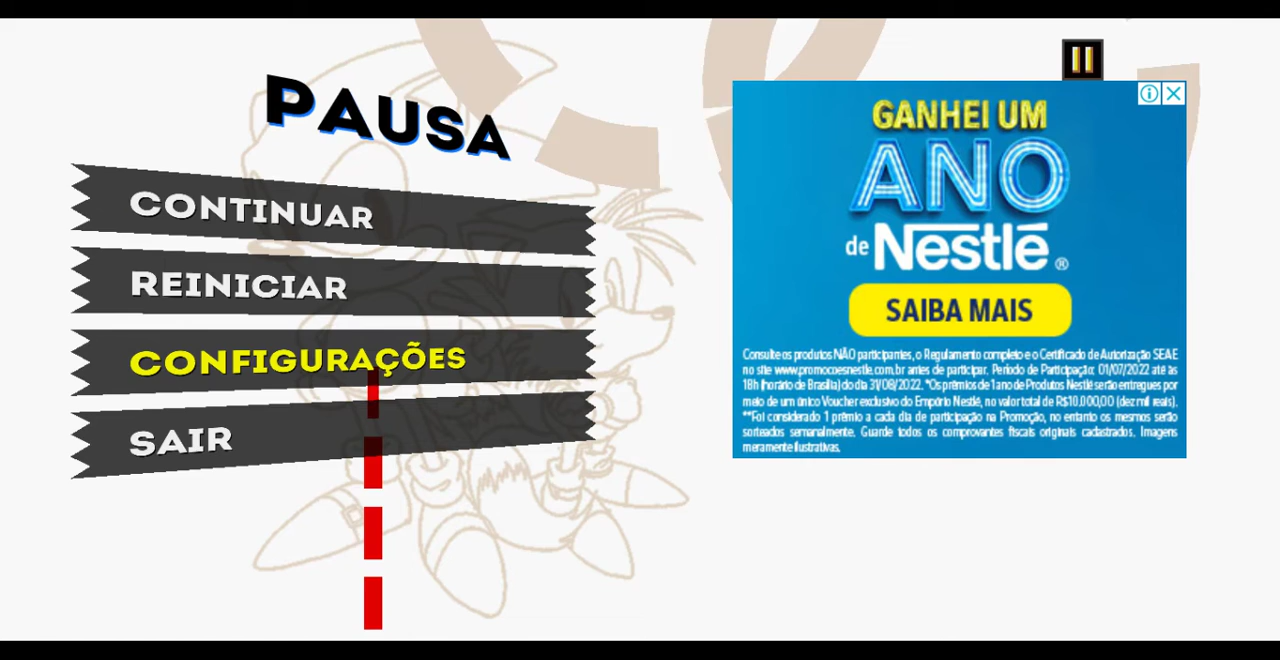 PAUSA
CONTINUAR
REINICIAR
CONFIGURAÇÕES
SAIR
GANHEI UM
ANO
de Nestlé®
SAIBA MAIS
Consulte os produtos NÃO participantes, o Regulamento completo e o Certificado de Autorização SEAE
no site www.promocoesnestle.com.br antes de participar. Período de Participação: 01/07/2022 até às
18h (horário de Brasília) do dia 31/08/2022. *Os prêmios de 1 ano de Produtos Nestlé serão entregues por
meio de um único Voucher exclusivo do Empório Nestlé, no valor total de R$10.000,00 (dez mil reais).
**Foi considerado 1 prêmio a cada dia de participação na Promoção, no entanto os mesmos serão
sorteados semanalmente. Guarde todos os comprovantes fiscais originais cadastrados. Imagens
meramente ilustrativas.